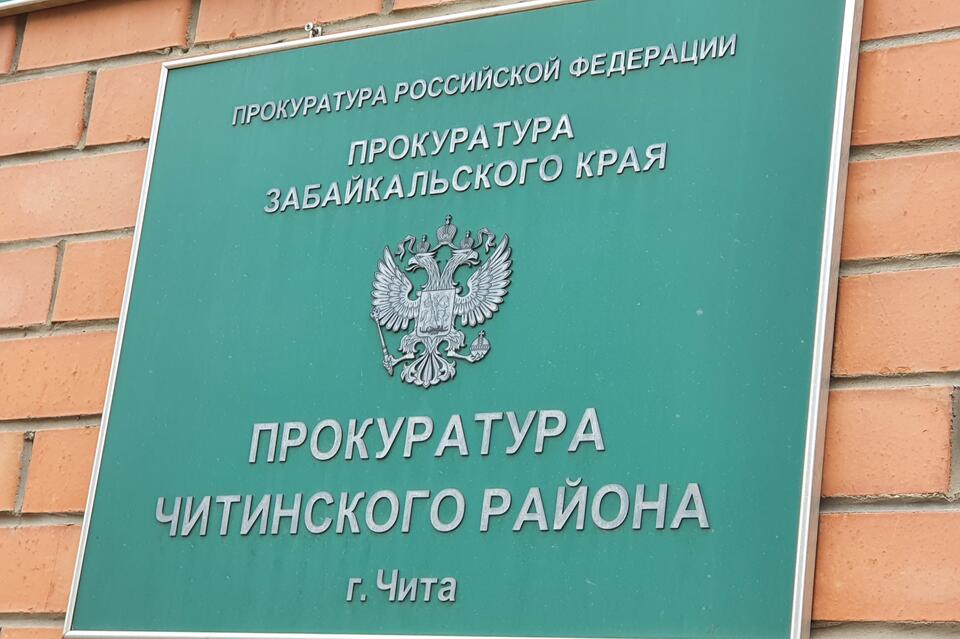 ПРОКУРАТУРА РОССИЙСКОЙ ФЕДЕРАЦИИ
ПРОКУРАТУРА
ЗАБАЙКАЛЬСКОГО КРАЯ
ПРОКУРАТУРА
ЧИТИНСКОГО РАЙОНА
г. Чита